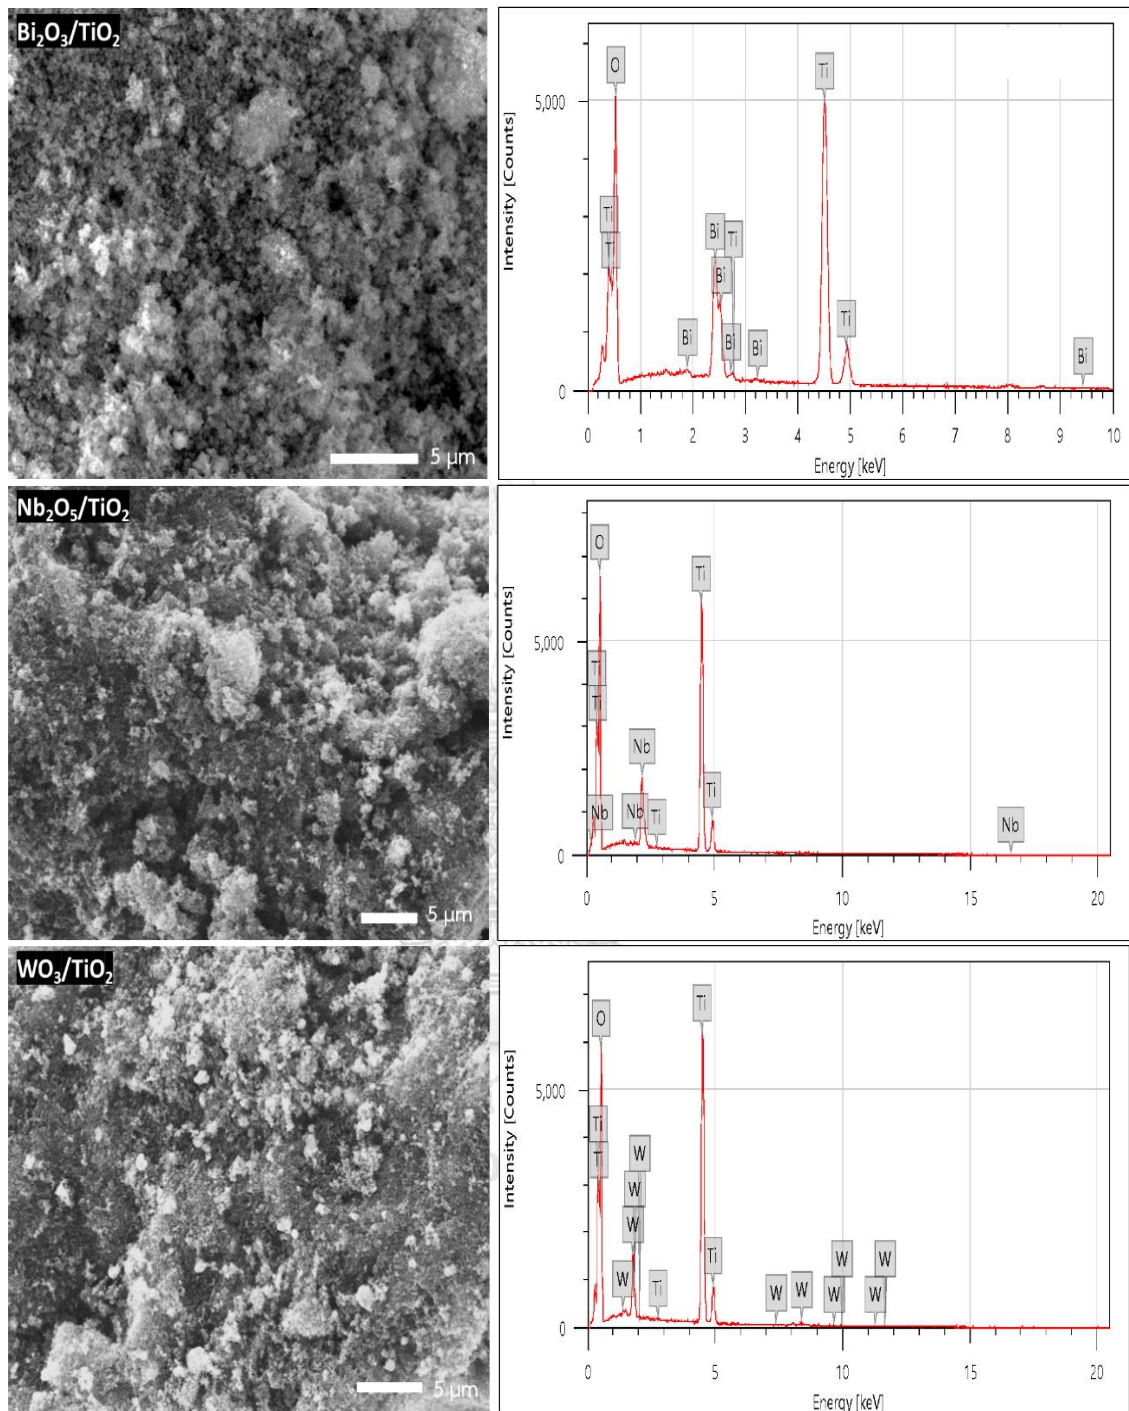 Bi₂O₃/TiO₂
5 µm
Intensity [Counts]
5,000
0
O
Ti
Ti
Ti
Bi
Ti
Bi
Bi
Bi
Bi
Ti
Bi
0 1 2 3 4 5 6 7 8 9 10
Energy [keV]
Nb₂O₅/TiO₂
5 µm
Intensity [Counts]
5,000
0
O
Ti
Ti
Ti
Nb
Nb
Nb
Ti
Ti
Nb
0 5 10 15 20
Energy [keV]
WO₃/TiO₂
5 µm
Intensity [Counts]
5,000
0
Ti
O
Ti
Ti
W
W
W
W
Ti
Ti
W
W
W
W
W
W
0 5 10 15 20
Energy [keV]